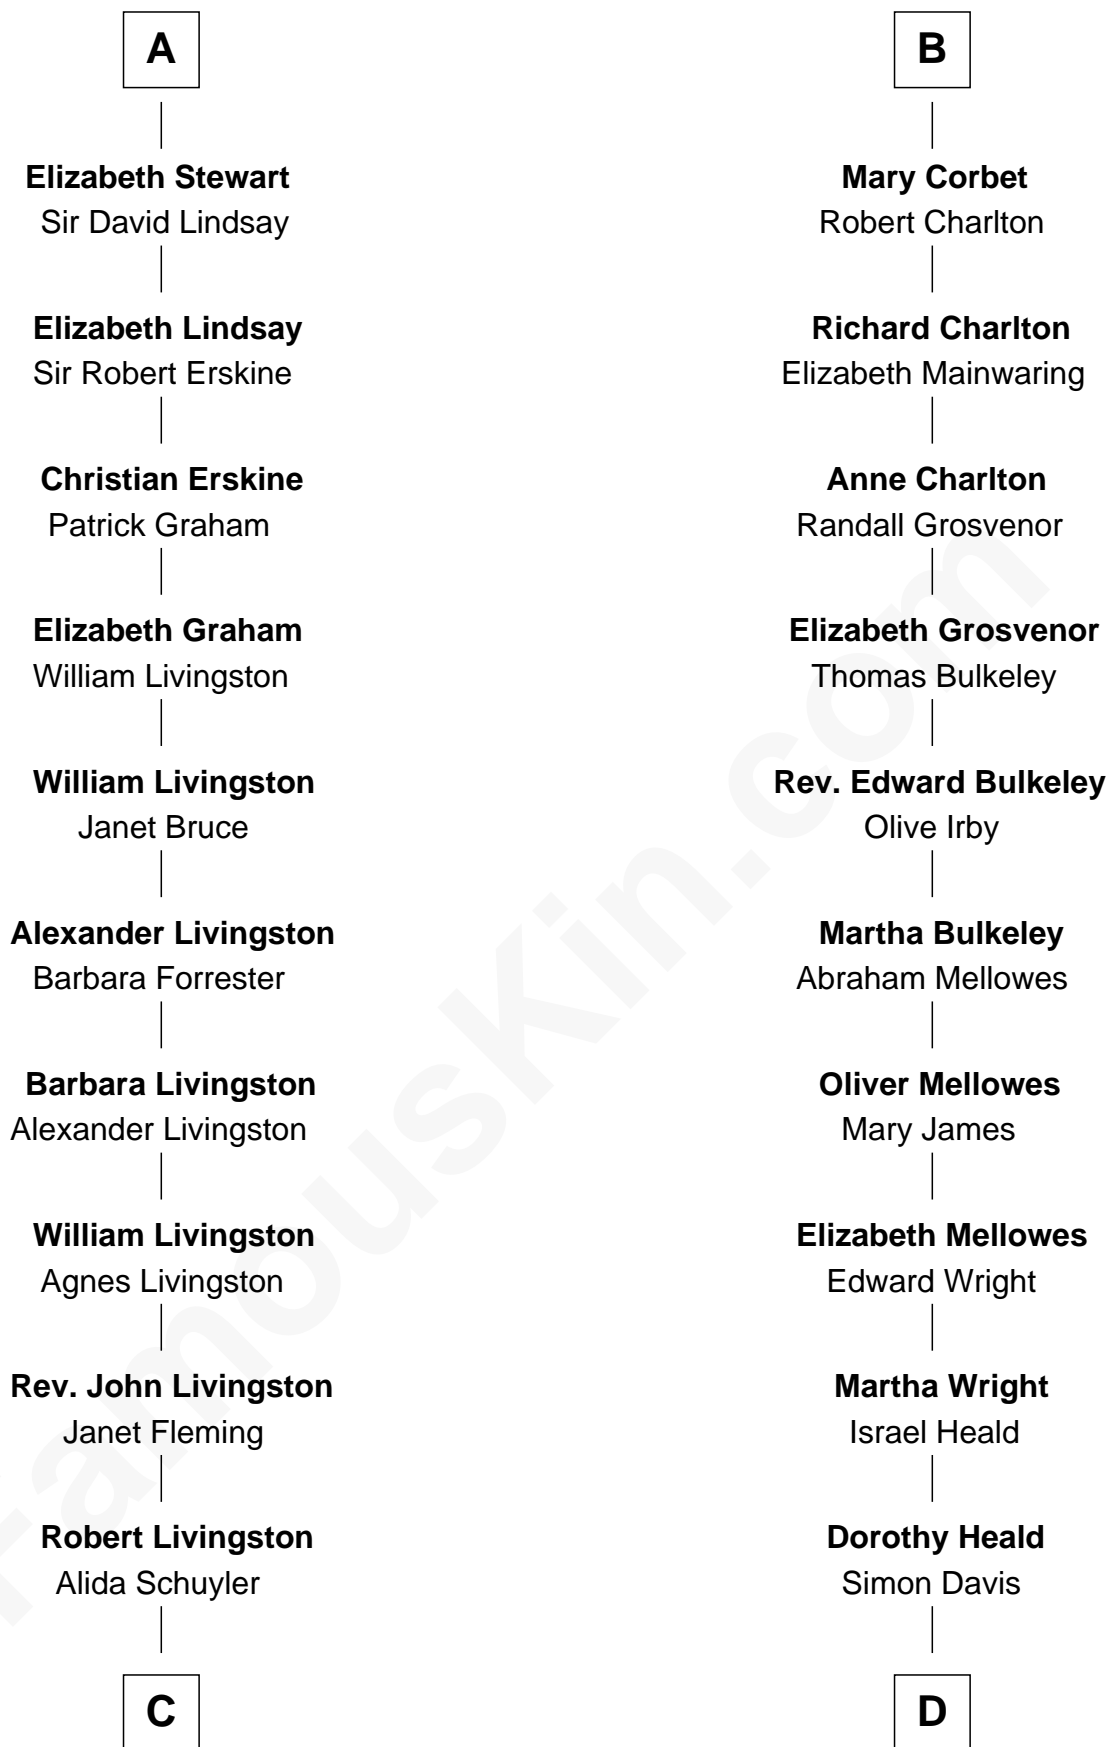 A
Elizabeth Stewart
Sir David Lindsay
Elizabeth Lindsay
Sir Robert Erskine
Christian Erskine
Patrick Graham
Elizabeth Graham
William Livingston
William Livingston
Janet Bruce
Alexander Livingston
Barbara Forrester
Barbara Livingston
Alexander Livingston
William Livingston
Agnes Livingston
Rev. John Livingston
Janet Fleming
Robert Livingston
Alida Schuyler
C
B
Mary Corbet
Robert Charlton
Richard Charlton
Elizabeth Mainwaring
Anne Charlton
Randall Grosvenor
Elizabeth Grosvenor
Thomas Bulkeley
Rev. Edward Bulkeley
Olive Irby
Martha Bulkeley
Abraham Mellowes
Oliver Mellowes
Mary James
Elizabeth Mellowes
Edward Wright
Martha Wright
Israel Heald
Dorothy Heald
Simon Davis
D
FamousKin.com